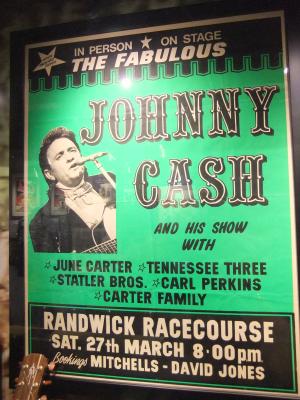 IN PERSON ★ ON STAGE
THE FABULOUS
JOHNNY
CASH
AND HIS SHOW
WITH
☆JUNE CARTER ☆TENNESSEE THREE
☆STATLER BROS. ☆CARL PERKINS
☆CARTER FAMILY
RANDWICK RACECOURSE
SAT. 27th MARCH 8·00pm
Bookings MITCHELLS - DAVID JONES